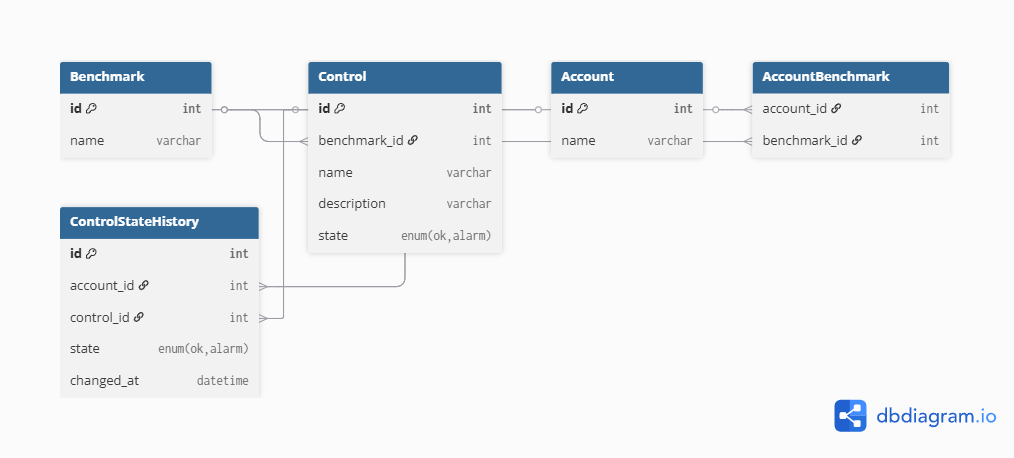 Benchmark
id int
name varchar
Control
id int
benchmark_id int
name varchar
description varchar
state enum(ok,alarm)
Account
id int
name varchar
AccountBenchmark
account_id int
benchmark_id int
ControlStateHistory
id int
account_id int
control_id int
state enum(ok,alarm)
changed_at datetime
dbdiagram.io